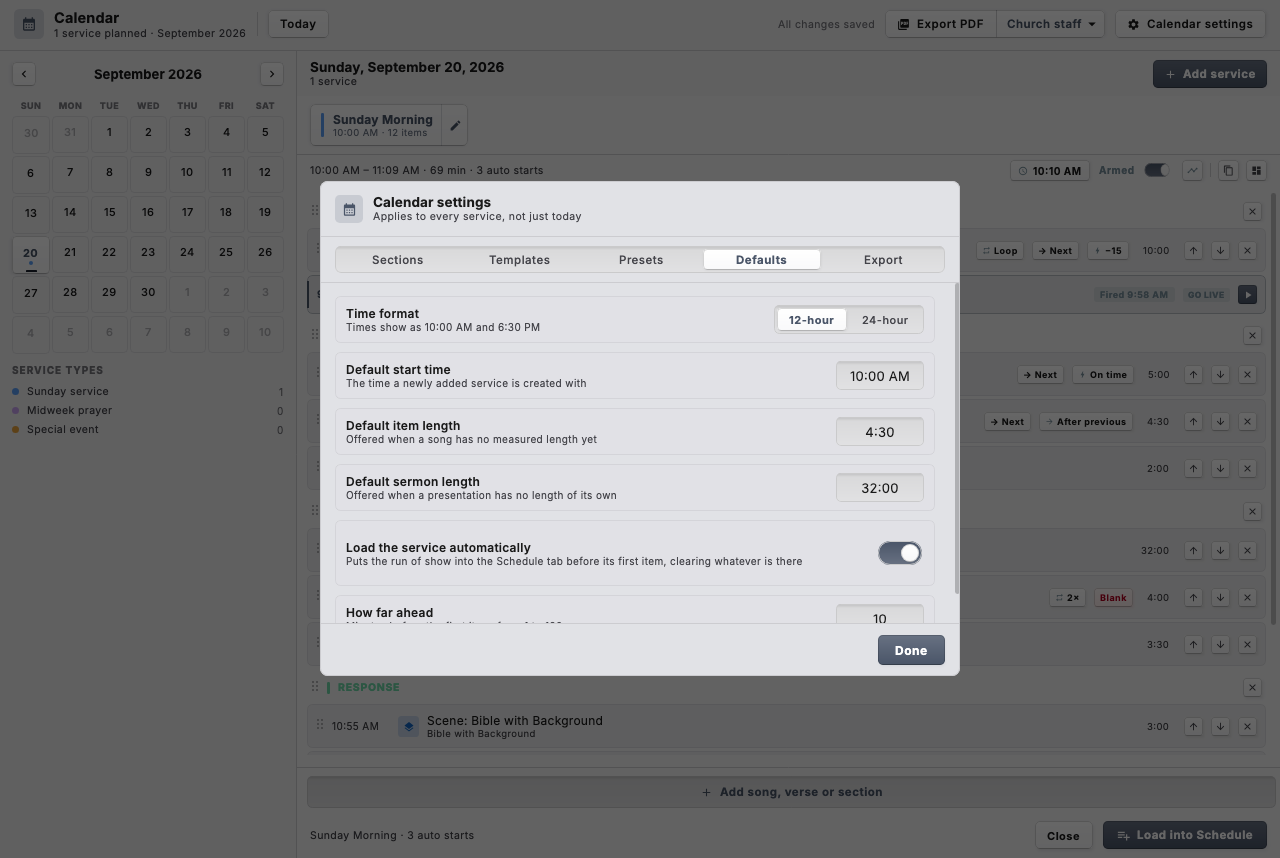 Calendar
1 service planned · September 2026
Today
All changes saved
Export PDF
Church staff
Calendar settings
September 2026
SUN MON TUE WED THU FRI SAT
30 31 1 2 3 4 5
6 7 8 9 10 11 12
13 14 15 16 17 18 19
20 21 22 23 24 25 26
27 28 29 30 1 2 3
4 5 6 7 8 9 10
SERVICE TYPES
Sunday service 1
Midweek prayer 0
Special event 0
Sunday, September 20, 2026
1 service
+ Add service
Sunday Morning
10:00 AM · 12 items
10:00 AM – 11:09 AM · 69 min · 3 auto starts
10:10 AM
Armed
Calendar settings
Applies to every service, not just today
Sections Templates Presets Defaults Export
Time format
Times show as 10:00 AM and 6:30 PM
12-hour 24-hour
Default start time
The time a newly added service is created with
10:00 AM
Default item length
Offered when a song has no measured length yet
4:30
Default sermon length
Offered when a presentation has no length of its own
32:00
Load the service automatically
Puts the run of show into the Schedule tab before its first item, clearing whatever is there
How far ahead
10
Done
Loop → Next −15 10:00
Fired 9:58 AM GO LIVE
→ Next On time 5:00
→ Next → After previous 4:30
2:00
32:00
2× Blank 4:00
3:30
RESPONSE
10:55 AM
Scene: Bible with Background
Bible with Background
3:00
+ Add song, verse or section
Sunday Morning · 3 auto starts
Close
Load into Schedule